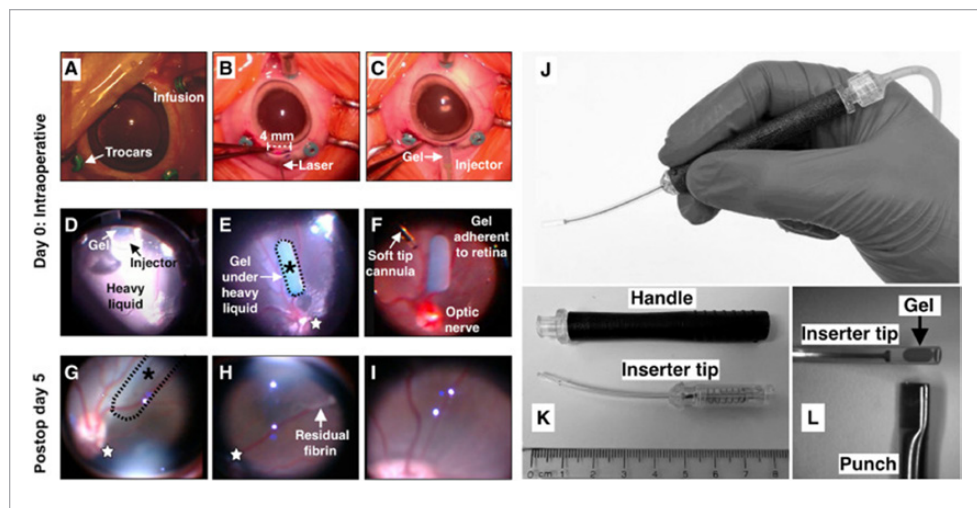 Day 0: Intraoperative
A
Infusion
Trocars
B
4 mm
Laser
C
Gel
Injector
D
Gel
Injector
Heavy
liquid
E
Gel
under
heavy
liquid
*
F
Soft tip
cannula
Gel
adherent
to retina
Optic
nerve
Postop day 5
G
*
H
Residual
fibrin
I
J
Handle
Inserter tip
K
0 cm 1 2 3 4 5 6 7 8
Gel
Inserter tip
L
Punch